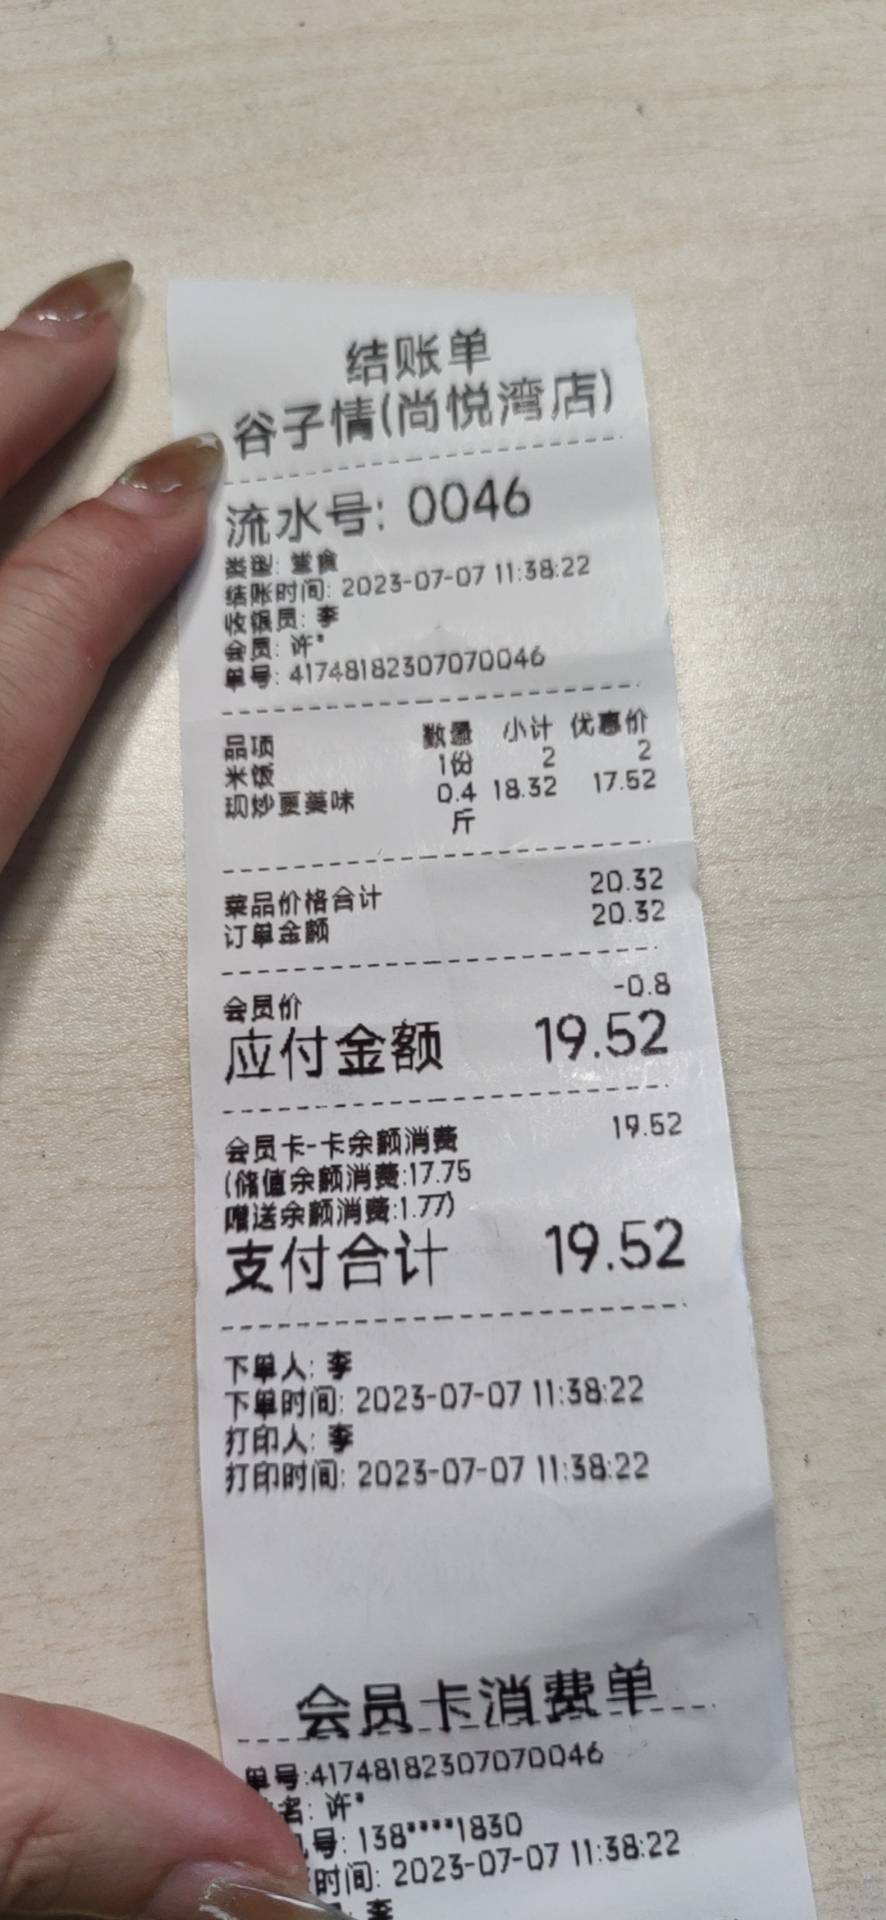 结账单
谷子情(尚悦湾店)
流水号: 0046
类型: 堂食
结账时间: 2023-07-07 11:38:22
收银员: 李
会员: 许*
单号: 41748182307070046
品项 数量 小计 优惠价
米饭 1份 2 2
现炒更美味 0.4 18.32 17.52
斤
菜品价格合计 20.32
订单金额 20.32
会员价 -0.8
应付金额 19.52
会员卡-卡余额消费 19.52
(储值余额消费:17.75
赠送余额消费:1.77)
支付合计 19.52
下单人: 李
下单时间: 2023-07-07 11:38:22
打印人: 李
打印时间: 2023-07-07 11:38:22
会员卡消费单
单号:41748182307070046
名: 许*
号: 138****1830
时间: 2023-07-07 11:38:22
李